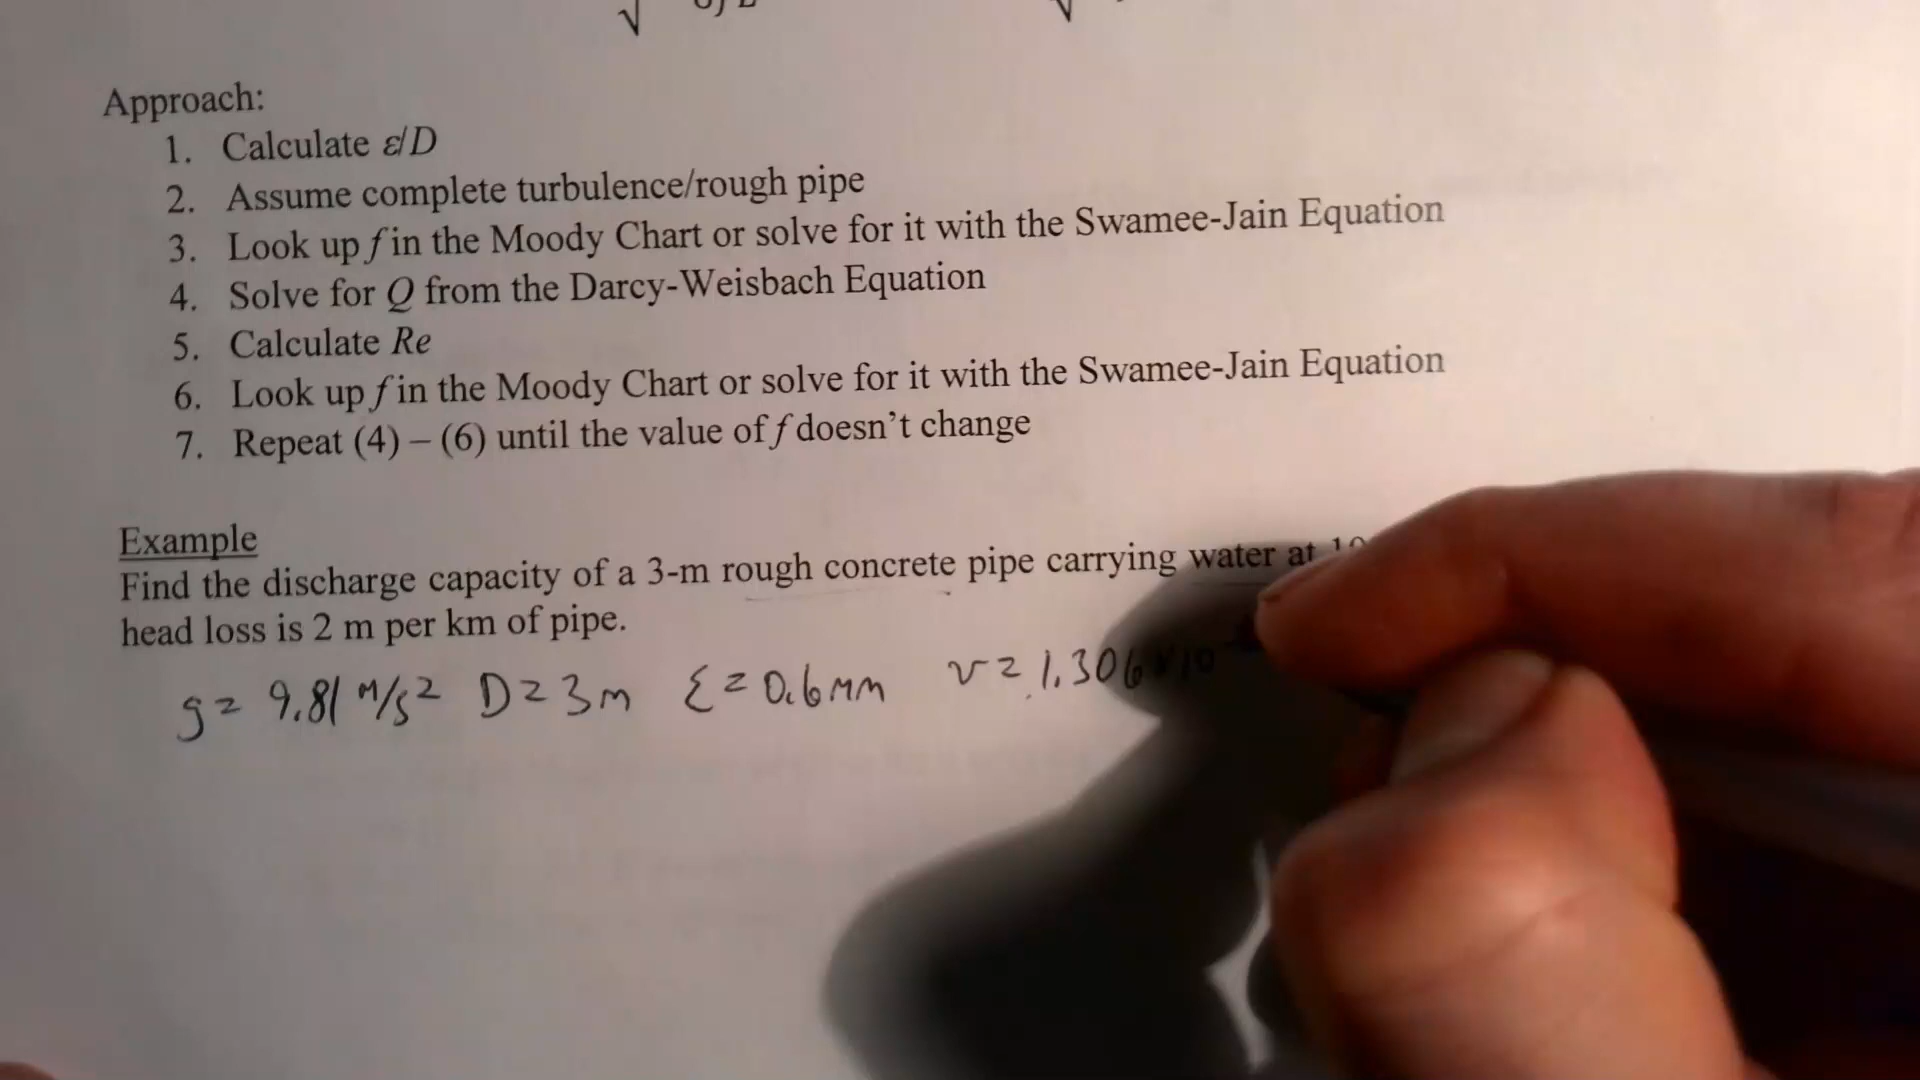 Approach:
1. Calculate ε/D
2. Assume complete turbulence/rough pipe
3. Look up f in the Moody Chart or solve for it with the Swamee-Jain Equation
4. Solve for Q from the Darcy-Weisbach Equation
5. Calculate Re
6. Look up f in the Moody Chart or solve for it with the Swamee-Jain Equation
7. Repeat (4) – (6) until the value of f doesn't change
Example
Find the discharge capacity of a 3-m rough concrete pipe carrying water at
head loss is 2 m per km of pipe.
g = 9.81 m/s² D = 3 m ε = 0.6 mm ν = 1.306 × 10